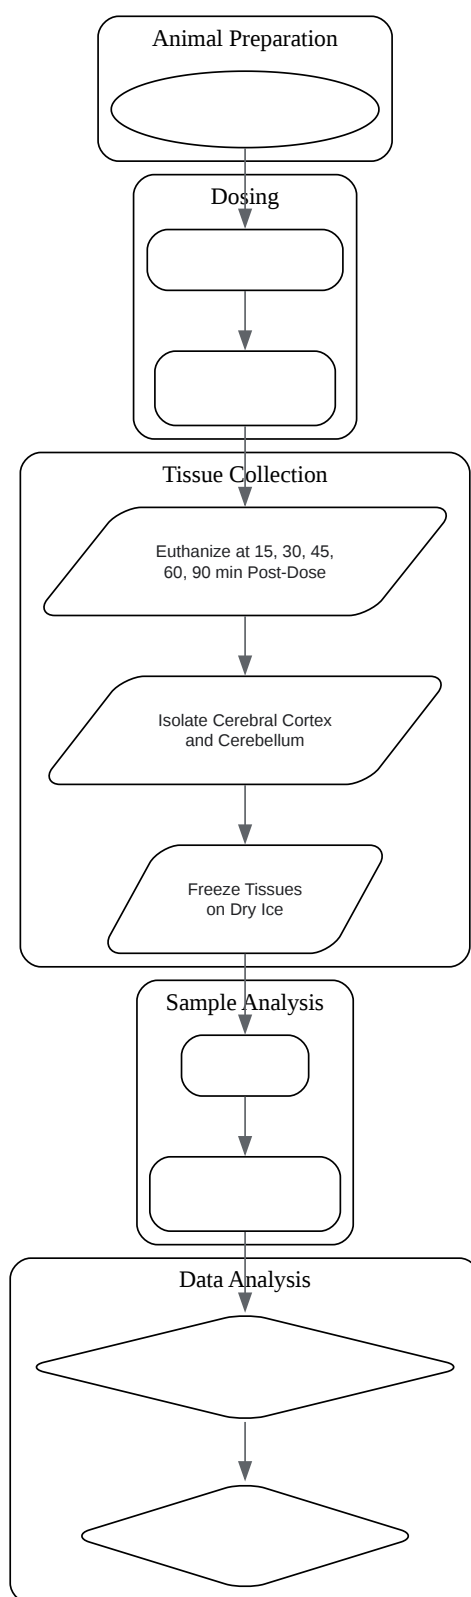 Animal Preparation
Dosing
Tissue Collection
Euthanize at 15, 30, 45,
60, 90 min Post-Dose
Isolate Cerebral Cortex
and Cerebellum
Freeze Tissues
on Dry Ice
Sample Analysis
Data Analysis